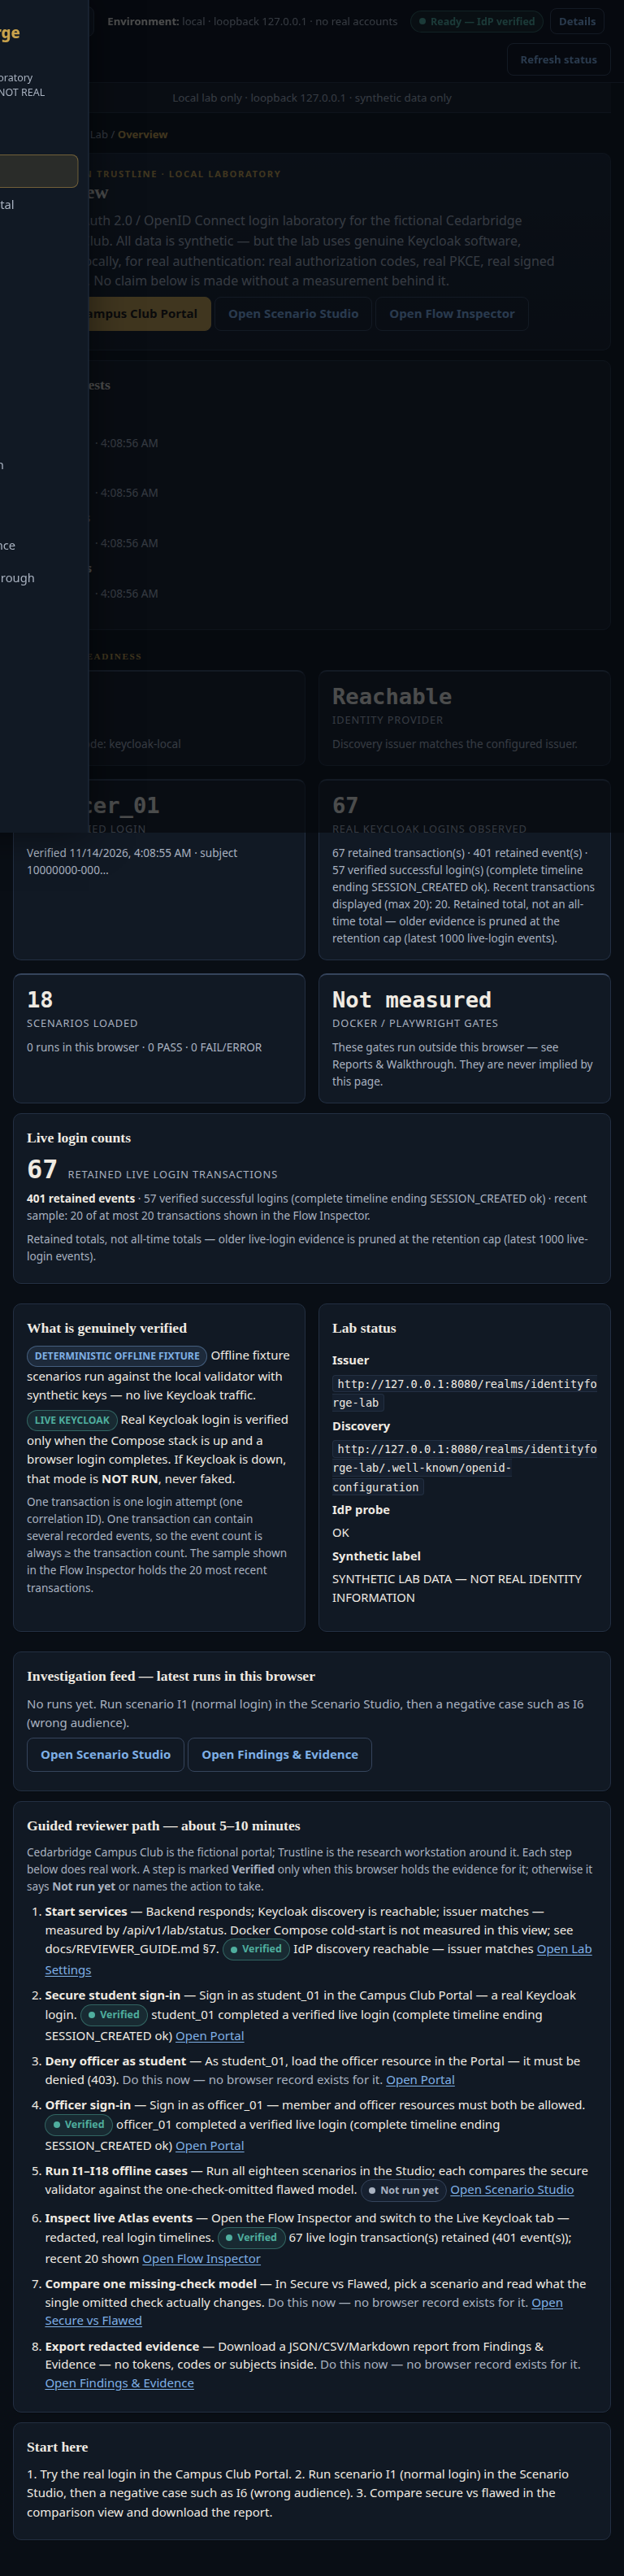 rge
Environment: local · loopback 127.0.0.1 · no real accounts
Ready — IdP verified
Details
oratory
NOT REAL
Refresh status
Local lab only · loopback 127.0.0.1 · synthetic data only
Lab / Overview
TRUSTLINE · LOCAL LABORATORY
ew
tal
uth 2.0 / OpenID Connect login laboratory for the fictional Cedarbridge
lub. All data is synthetic — but the lab uses genuine Keycloak software,
ocally, for real authentication: real authorization codes, real PKCE, real signed
. No claim below is made without a measurement behind it.
ampus Club Portal
Open Scenario Studio
Open Flow Inspector
ests
· 4:08:56 AM
n
· 4:08:56 AM
nce
· 4:08:56 AM
rough
s
· 4:08:56 AM
EADINESS
de: keycloak-local
Reachable
IDENTITY PROVIDER
Discovery issuer matches the configured issuer.
cer_01
IED LOGIN
Verified 11/14/2026, 4:08:55 AM · subject
10000000-000…
67
REAL KEYCLOAK LOGINS OBSERVED
67 retained transaction(s) · 401 retained event(s) ·
57 verified successful login(s) (complete timeline
ending SESSION_CREATED ok). Recent transactions
displayed (max 20): 20. Retained total, not an all-
time total — older evidence is pruned at the
retention cap (latest 1000 live-login events).
18
SCENARIOS LOADED
0 runs in this browser · 0 PASS · 0 FAIL/ERROR
Not measured
DOCKER / PLAYWRIGHT GATES
These gates run outside this browser — see
Reports & Walkthrough. They are never implied by
this page.
Live login counts
67 RETAINED LIVE LOGIN TRANSACTIONS
401 retained events · 57 verified successful logins (complete timeline ending SESSION_CREATED ok) · recent
sample: 20 of at most 20 transactions shown in the Flow Inspector.
Retained totals, not all-time totals — older live-login evidence is pruned at the retention cap (latest 1000 live-
login events).
What is genuinely verified
DETERMINISTIC OFFLINE FIXTURE Offline fixture
scenarios run against the local validator with
synthetic keys — no live Keycloak traffic.
LIVE KEYCLOAK Real Keycloak login is verified
only when the Compose stack is up and a
browser login completes. If Keycloak is down,
that mode is NOT RUN, never faked.
One transaction is one login attempt (one
correlation ID). One transaction can contain
several recorded events, so the event count is
always ≥ the transaction count. The sample shown
in the Flow Inspector holds the 20 most recent
transactions.
Lab status
Issuer
http://127.0.0.1:8080/realms/identityfo
rge-lab
Discovery
http://127.0.0.1:8080/realms/identityfo
rge-lab/.well-known/openid-
configuration
IdP probe
OK
Synthetic label
SYNTHETIC LAB DATA — NOT REAL IDENTITY
INFORMATION
Investigation feed — latest runs in this browser
No runs yet. Run scenario I1 (normal login) in the Scenario Studio, then a negative case such as I6
(wrong audience).
Open Scenario Studio
Open Findings & Evidence
Guided reviewer path — about 5–10 minutes
Cedarbridge Campus Club is the fictional portal; Trustline is the research workstation around it. Each step
below does real work. A step is marked Verified only when this browser holds the evidence for it; otherwise it
says Not run yet or names the action to take.
1. Start services — Backend responds; Keycloak discovery is reachable; issuer matches —
measured by /api/v1/lab/status. Docker Compose cold-start is not measured in this view; see
docs/REVIEWER_GUIDE.md §7. Verified IdP discovery reachable — issuer matches Open Lab
Settings
2. Secure student sign-in — Sign in as student_01 in the Campus Club Portal — a real Keycloak
login. Verified student_01 completed a verified live login (complete timeline ending
SESSION_CREATED ok) Open Portal
3. Deny officer as student — As student_01, load the officer resource in the Portal — it must be
denied (403). Do this now — no browser record exists for it. Open Portal
4. Officer sign-in — Sign in as officer_01 — member and officer resources must both be allowed.
Verified officer_01 completed a verified live login (complete timeline ending
SESSION_CREATED ok) Open Portal
5. Run I1–I18 offline cases — Run all eighteen scenarios in the Studio; each compares the secure
validator against the one-check-omitted flawed model. Not run yet Open Scenario Studio
6. Inspect live Atlas events — Open the Flow Inspector and switch to the Live Keycloak tab —
redacted, real login timelines. Verified 67 live login transaction(s) retained (401 event(s));
recent 20 shown Open Flow Inspector
7. Compare one missing-check model — In Secure vs Flawed, pick a scenario and read what the
single omitted check actually changes. Do this now — no browser record exists for it. Open
Secure vs Flawed
8. Export redacted evidence — Download a JSON/CSV/Markdown report from Findings &
Evidence — no tokens, codes or subjects inside. Do this now — no browser record exists for it.
Open Findings & Evidence
Start here
1. Try the real login in the Campus Club Portal. 2. Run scenario I1 (normal login) in the Scenario
Studio, then a negative case such as I6 (wrong audience). 3. Compare secure vs flawed in the
comparison view and download the report.